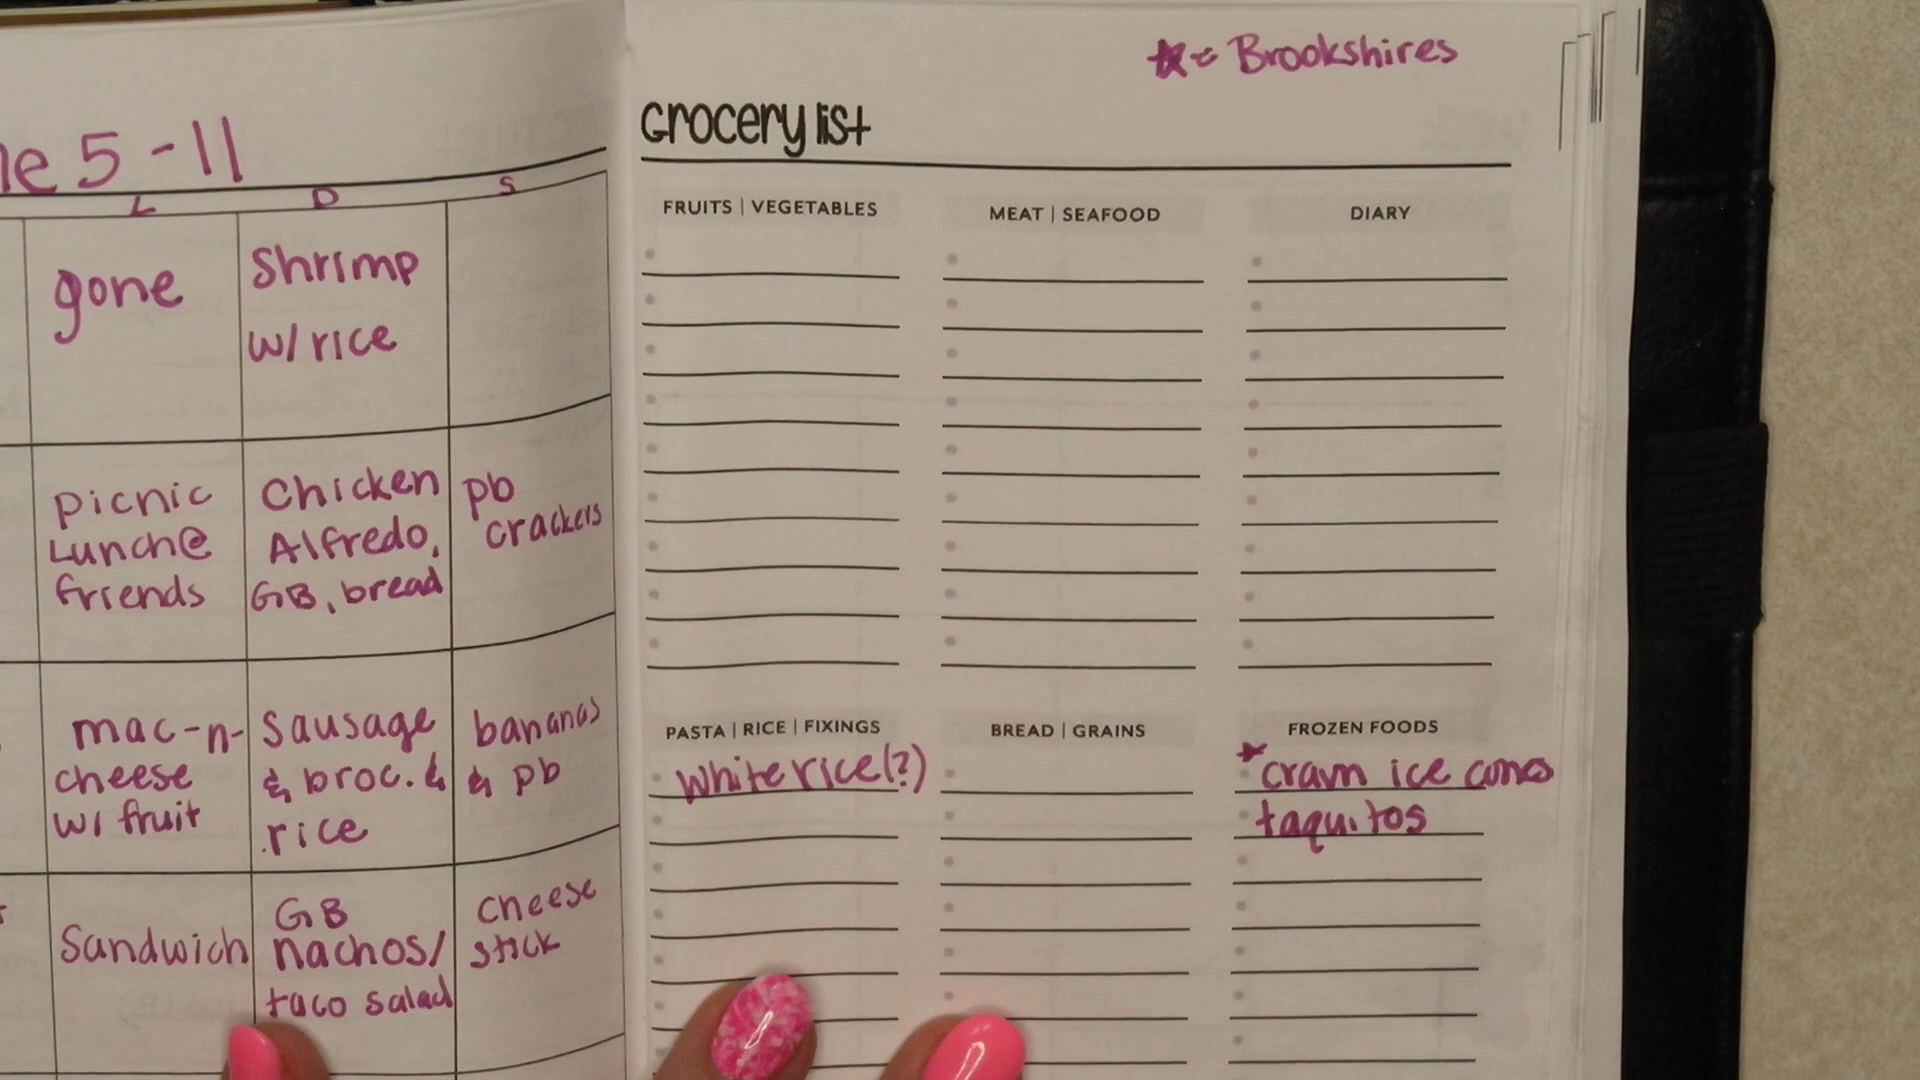 ★ = Brookshires
ne 5-11
L D S
gone
Shrimp
w/ rice
picnic
Lunch@
friends
Chicken
Alfredo,
GB, bread
pb
crackers
mac-n-
cheese
w/ fruit
Sausage
& broc. &
rice
bananas
& pb
Sandwich
GB
nachos/
taco salad
cheese
stick
Grocery list
FRUITS | VEGETABLES
MEAT | SEAFOOD
DIARY
PASTA | RICE | FIXINGS
White rice(?)
BREAD | GRAINS
FROZEN FOODS
*cream ice cones
taquitos